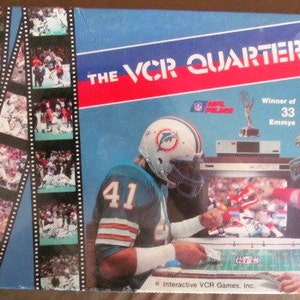 THE VCR QUARTER
Winner of
33
Emmys
41
® Interactive VCR Games, Inc.